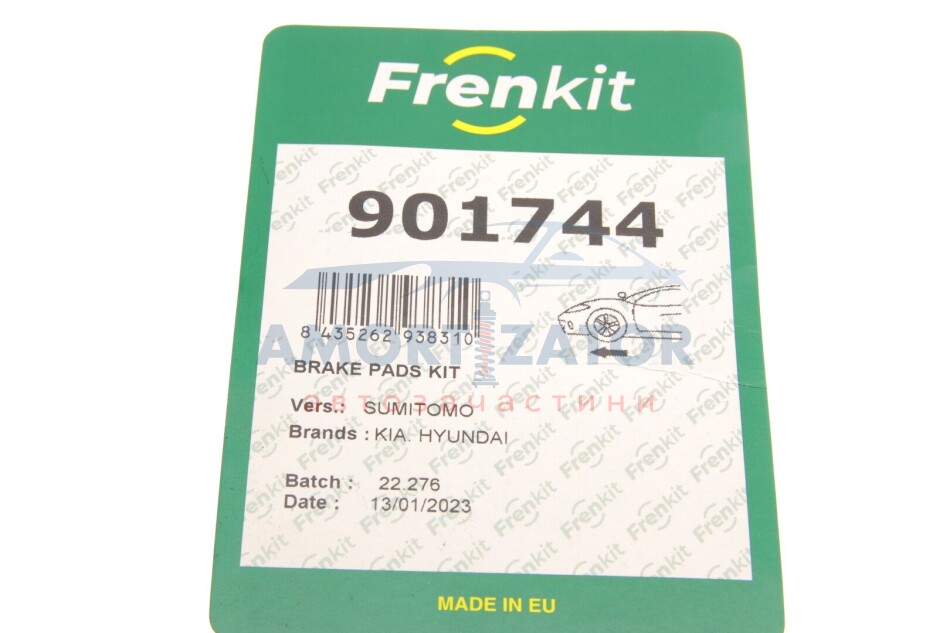 Frenkit
901744
8 435262 938310
BRAKE PADS KIT
Vers.: SUMITOMO
Brands : KIA. HYUNDAI
Batch : 22.276
Date : 13/01/2023
MADE IN EU
AMORTIZATOR
автозапчастини